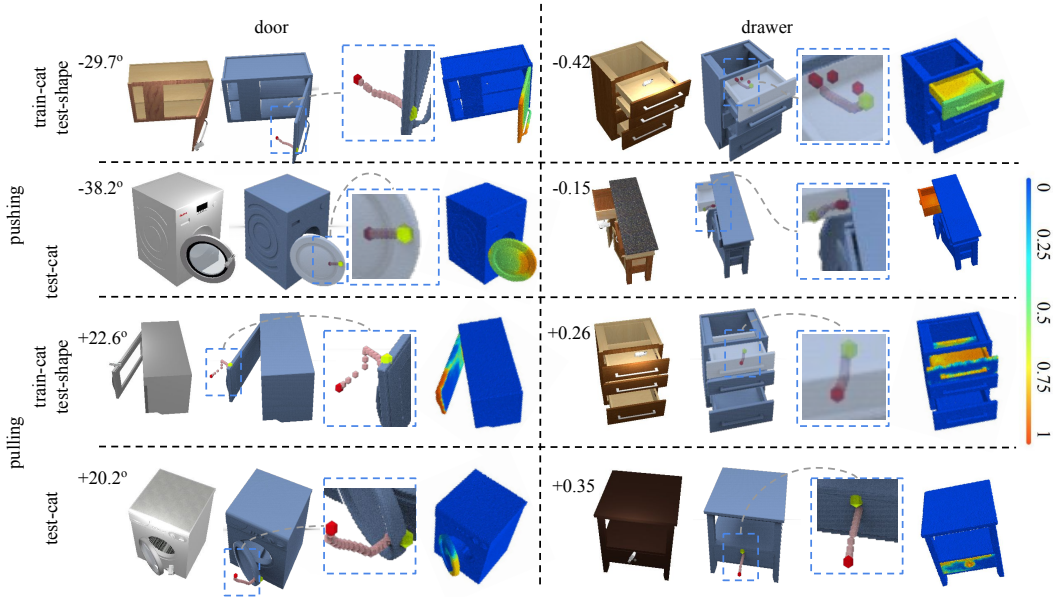 door
drawer
pushing
train-cat
test-shape
-29.7º
-0.42
test-cat
-38.2º
-0.15
pulling
train-cat
test-shape
+22.6º
+0.26
test-cat
+20.2º
+0.35
0
0.25
0.5
0.75
1